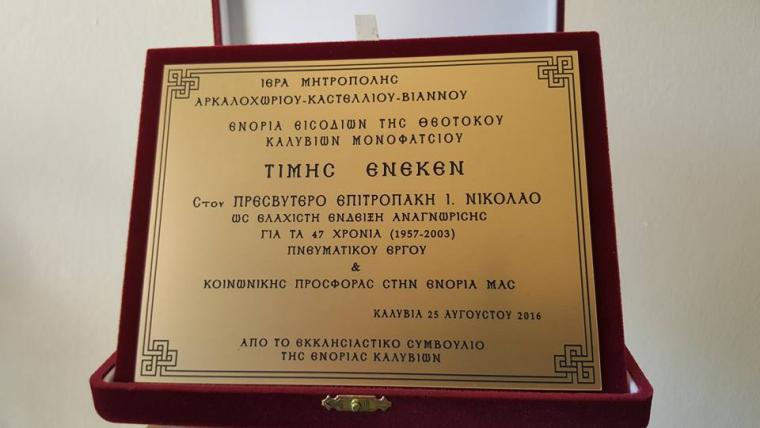 ΙΕΡΑ ΜΗΤΡΟΠΟΛΗΣ
ΑΡΚΑΛΟΧΩΡΙΟΥ-ΚΑΣΤΕΛΛΙΟΥ-ΒΙΑΝΝΟΥ
ΕΝΟΡΙΑ ΕΙΣΟΔΙΩΝ ΤΗΣ ΘΕΟΤΟΚΟΥ
ΚΑΛΥΒΙΩΝ ΜΟΝΟΦΑΤΣΙΟΥ
ΤΙΜΗΣ ΕΝΕΚΕΝ
Στον ΠΡΕΣΒΥΤΕΡΟ ΕΠΙΤΡΟΠΑΚΗ Ι. ΝΙΚΟΛΑΟ
ΩΣ ΕΛΑΧΙΣΤΗ ΕΝΔΕΙΞΗ ΑΝΑΓΝΩΡΙΣΗΣ
ΓΙΑ ΤΑ 47 ΧΡΟΝΙΑ (1957-2003)
ΠΝΕΥΜΑΤΙΚΟΥ ΕΡΓΟΥ
&
ΚΟΙΝΩΝΙΚΗΣ ΠΡΟΣΦΟΡΑΣ ΣΤΗΝ ΕΝΟΡΙΑ ΜΑΣ
ΚΑΛΥΒΙΑ 25 ΑΥΓΟΥΣΤΟΥ 2016
ΑΠΟ ΤΟ ΕΚΚΛΗΣΙΑΣΤΙΚΟ ΣΥΜΒΟΥΛΙΟ
ΤΗΣ ΕΝΟΡΙΑΣ ΚΑΛΥΒΙΩΝ